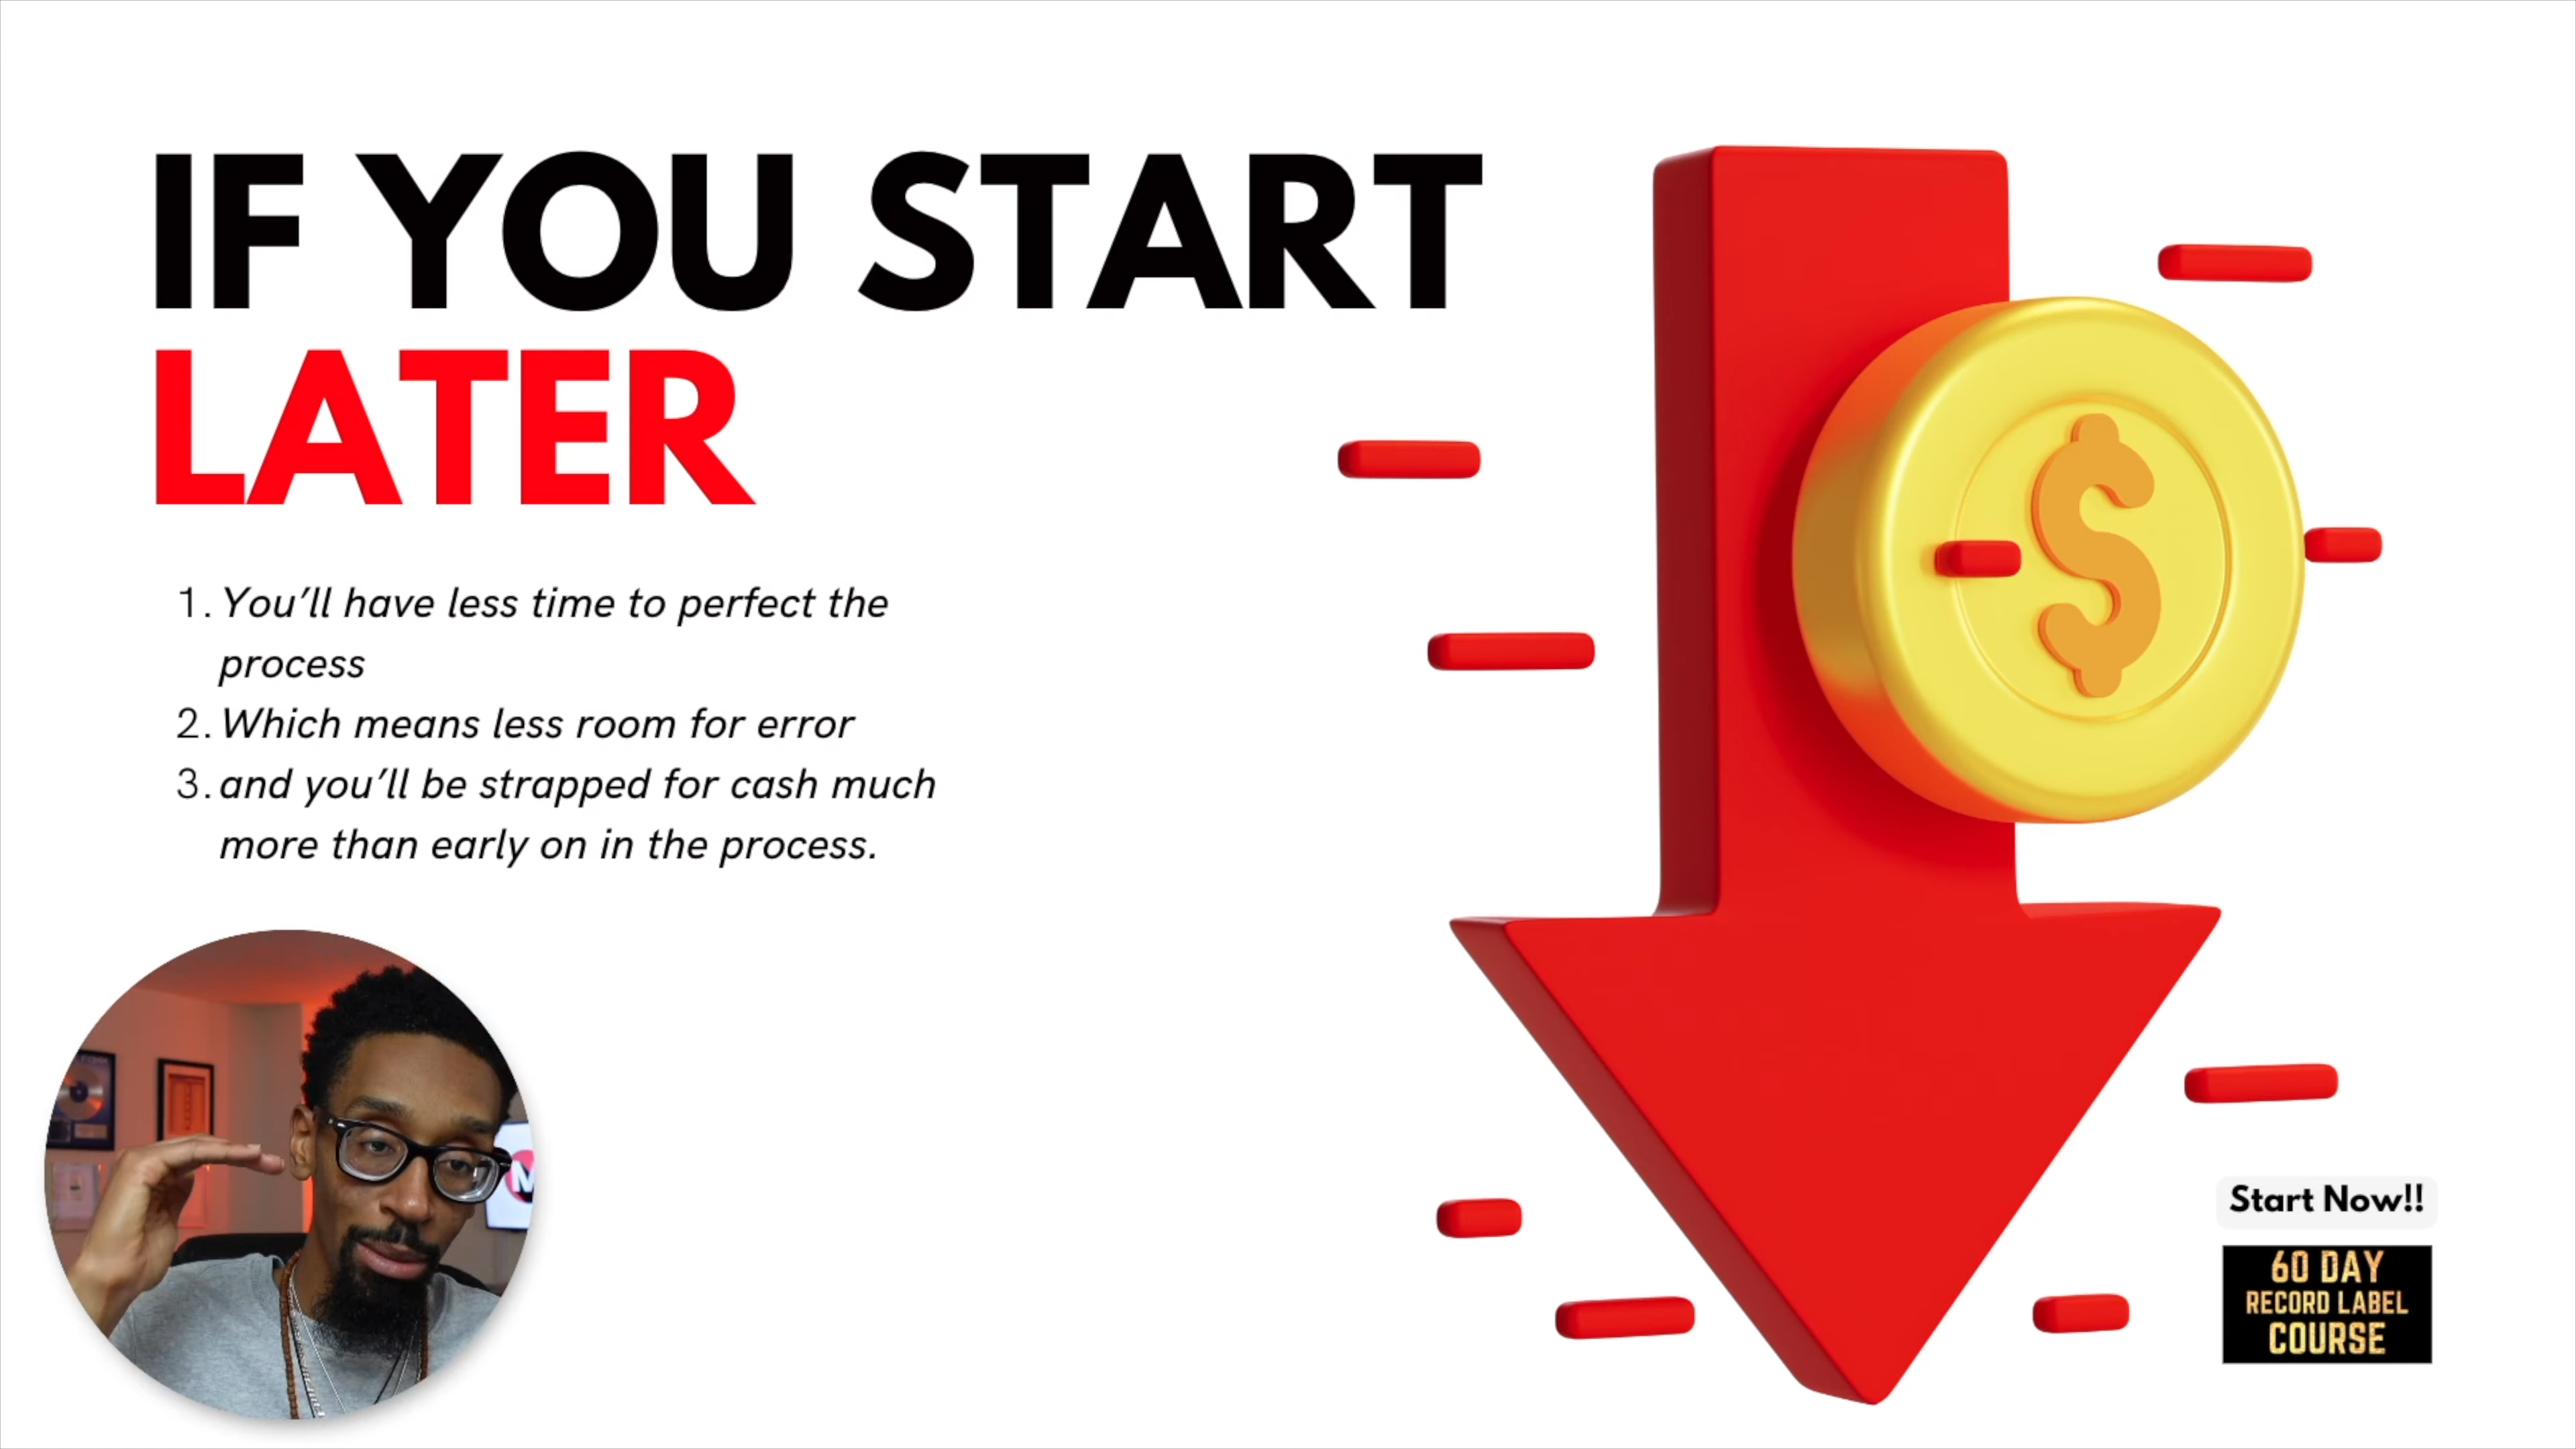 IF YOU START
LATER
1. You’ll have less time to perfect the
process
2. Which means less room for error
3. and you’ll be strapped for cash much
more than early on in the process.
Start Now!!
60 DAY
RECORD LABEL
COURSE